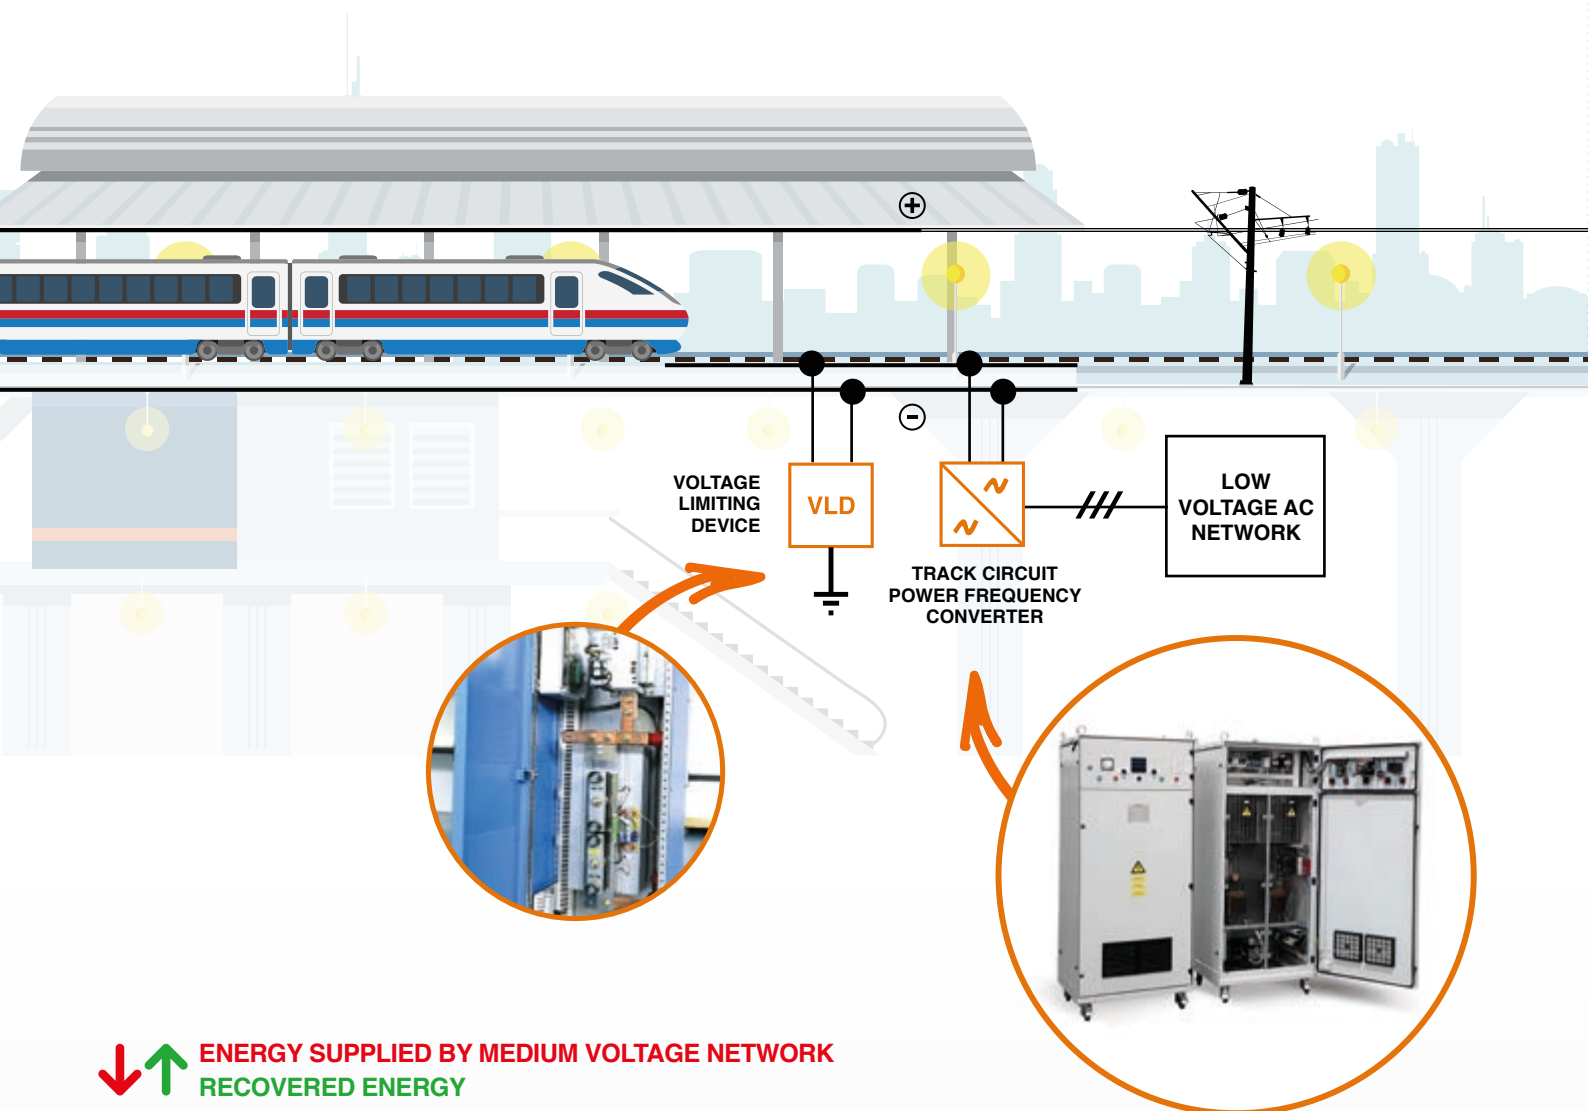 +
-
VOLTAGE
LIMITING
DEVICE
VLD
TRACK CIRCUIT
POWER FREQUENCY
CONVERTER
LOW
VOLTAGE AC
NETWORK
ENERGY SUPPLIED BY MEDIUM VOLTAGE NETWORK
RECOVERED ENERGY